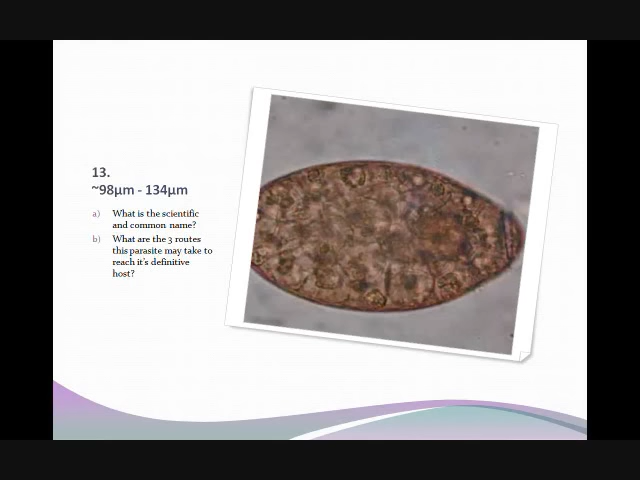 13.
~98µm - 134µm
a) What is the scientific
and common name?
b) What are the 3 routes
this parasite may take to
reach it's definitive
host?